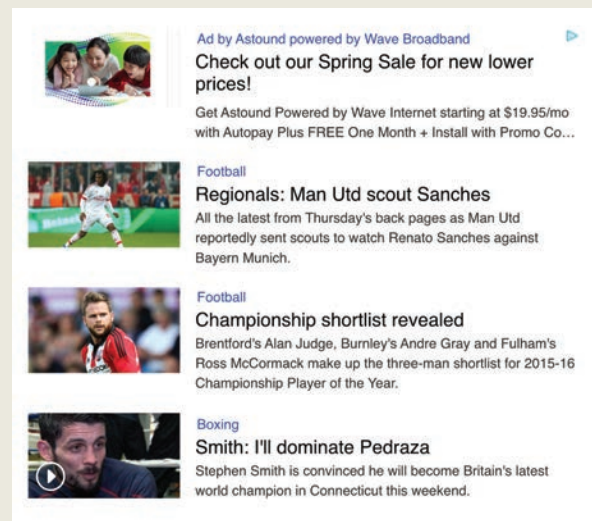 Ad by Astound powered by Wave Broadband
Check out our Spring Sale for new lower
prices!
Get Astound Powered by Wave Internet starting at $19.95/mo
with Autopay Plus FREE One Month + Install with Promo Co...
Football
Regionals: Man Utd scout Sanches
All the latest from Thursday's back pages as Man Utd
reportedly sent scouts to watch Renato Sanches against
Bayern Munich.
Football
Championship shortlist revealed
Brentford's Alan Judge, Burnley's Andre Gray and Fulham's
Ross McCormack make up the three-man shortlist for 2015-16
Championship Player of the Year.
Boxing
Smith: I'll dominate Pedraza
Stephen Smith is convinced he will become Britain's latest
world champion in Connecticut this weekend.